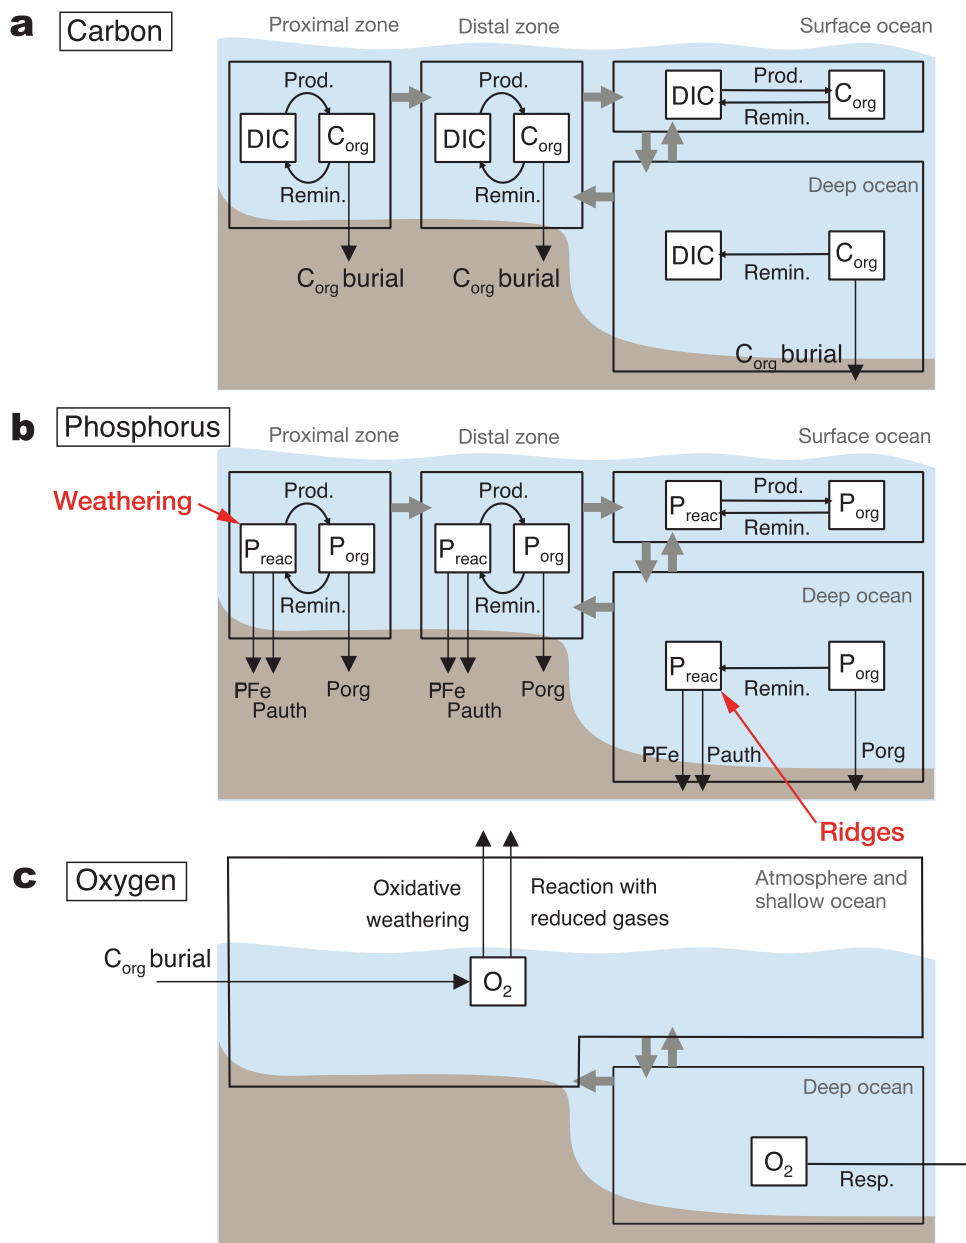 a Carbon
Proximal zone
Distal zone
Surface ocean
Prod.
DIC
Corg
Remin.
Corg burial
Prod.
DIC
Corg
Remin.
Corg burial
DIC
Prod.
Corg
Remin.
Deep ocean
DIC
Corg
Remin.
Corg burial
b Phosphorus
Proximal zone
Distal zone
Surface ocean
Weathering
Prod.
Preac
Porg
Remin.
PFe
Pauth
Porg
Prod.
Preac
Porg
Remin.
PFe
Pauth
Porg
Preac
Prod.
Porg
Remin.
Deep ocean
Preac
Porg
Remin.
PFe
Pauth
Porg
Ridges
c Oxygen
Oxidative
weathering
Reaction with
reduced gases
Atmosphere and
shallow ocean
Corg burial
O2
Deep ocean
O2
Resp.